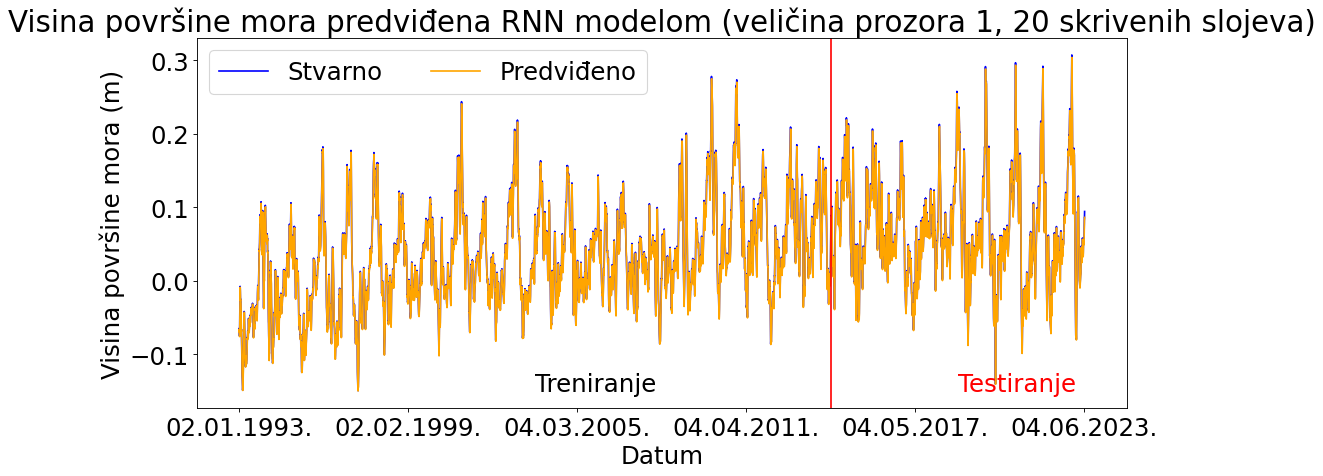 Visina površine mora predviđena RNN modelom (veličina prozora 1, 20 skrivenih slojeva)
Stvarno Predviđeno
Visina površine mora (m)
0.3
0.2
0.1
0.0
−0.1
Treniranje Testiranje
02.01.1993. 02.02.1999. 04.03.2005. 04.04.2011. 04.05.2017. 04.06.2023.
Datum